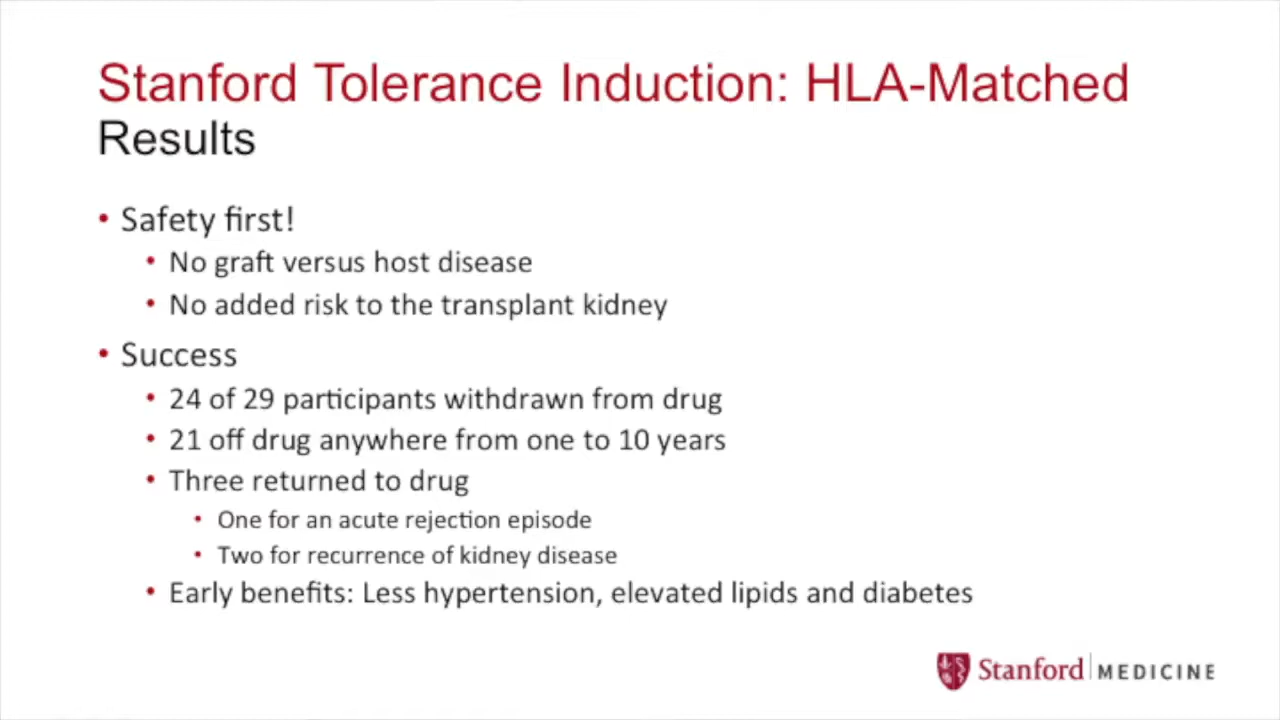 Stanford Tolerance Induction: HLA-Matched
Results
• Safety first!
• No graft versus host disease
• No added risk to the transplant kidney
• Success
• 24 of 29 participants withdrawn from drug
• 21 off drug anywhere from one to 10 years
• Three returned to drug
• One for an acute rejection episode
• Two for recurrence of kidney disease
• Early benefits: Less hypertension, elevated lipids and diabetes
Stanford | MEDICINE